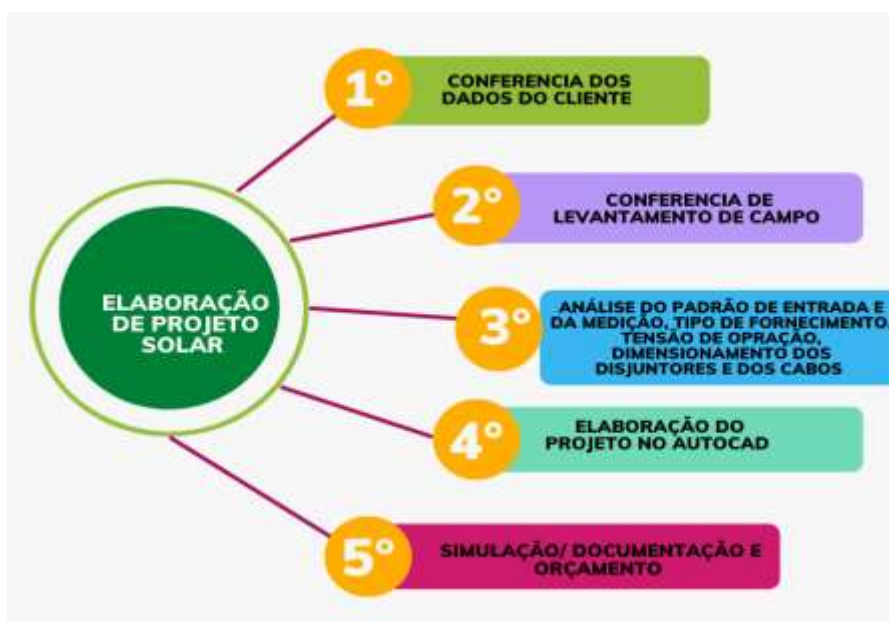 1°
CONFERENCIA DOS
DADOS DO CLIENTE
2°
CONFERENCIA DE
LEVANTAMENTO DE CAMPO
ELABORAÇÃO
DE PROJETO
SOLAR
3°
ANÁLISE DO PADRÃO DE ENTRADA E
DA MEDIÇÃO, TIPO DE FORNECIMENTO,
TENSÃO DE OPRAÇÃO,
DIMENSIONAMENTO DOS
DISJUNTORES E DOS CABOS
4°
ELABORAÇÃO DO
PROJETO NO AUTOCAD
5°
SIMULAÇÃO/ DOCUMENTAÇÃO E
ORÇAMENTO